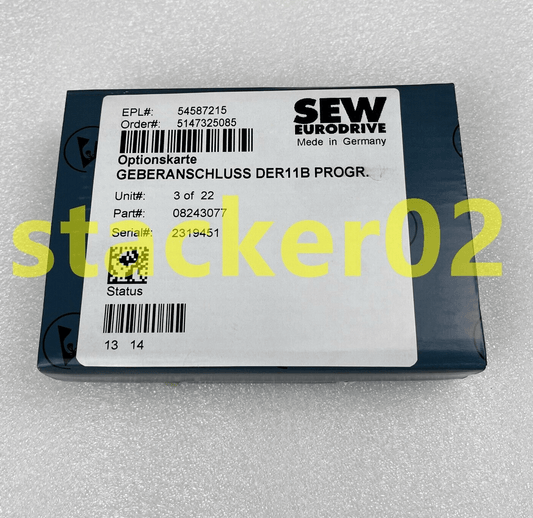 EPL#: 54587215
Order#: 5147325085
SEW
EURODRIVE
Made in Germany
Optionskarte
GEBERANSCHLUSS DER11B PROGR.
Unit#: 3 of 22
Part#: 08243077
Serial#: 2319451
stacker02
Status
13 14